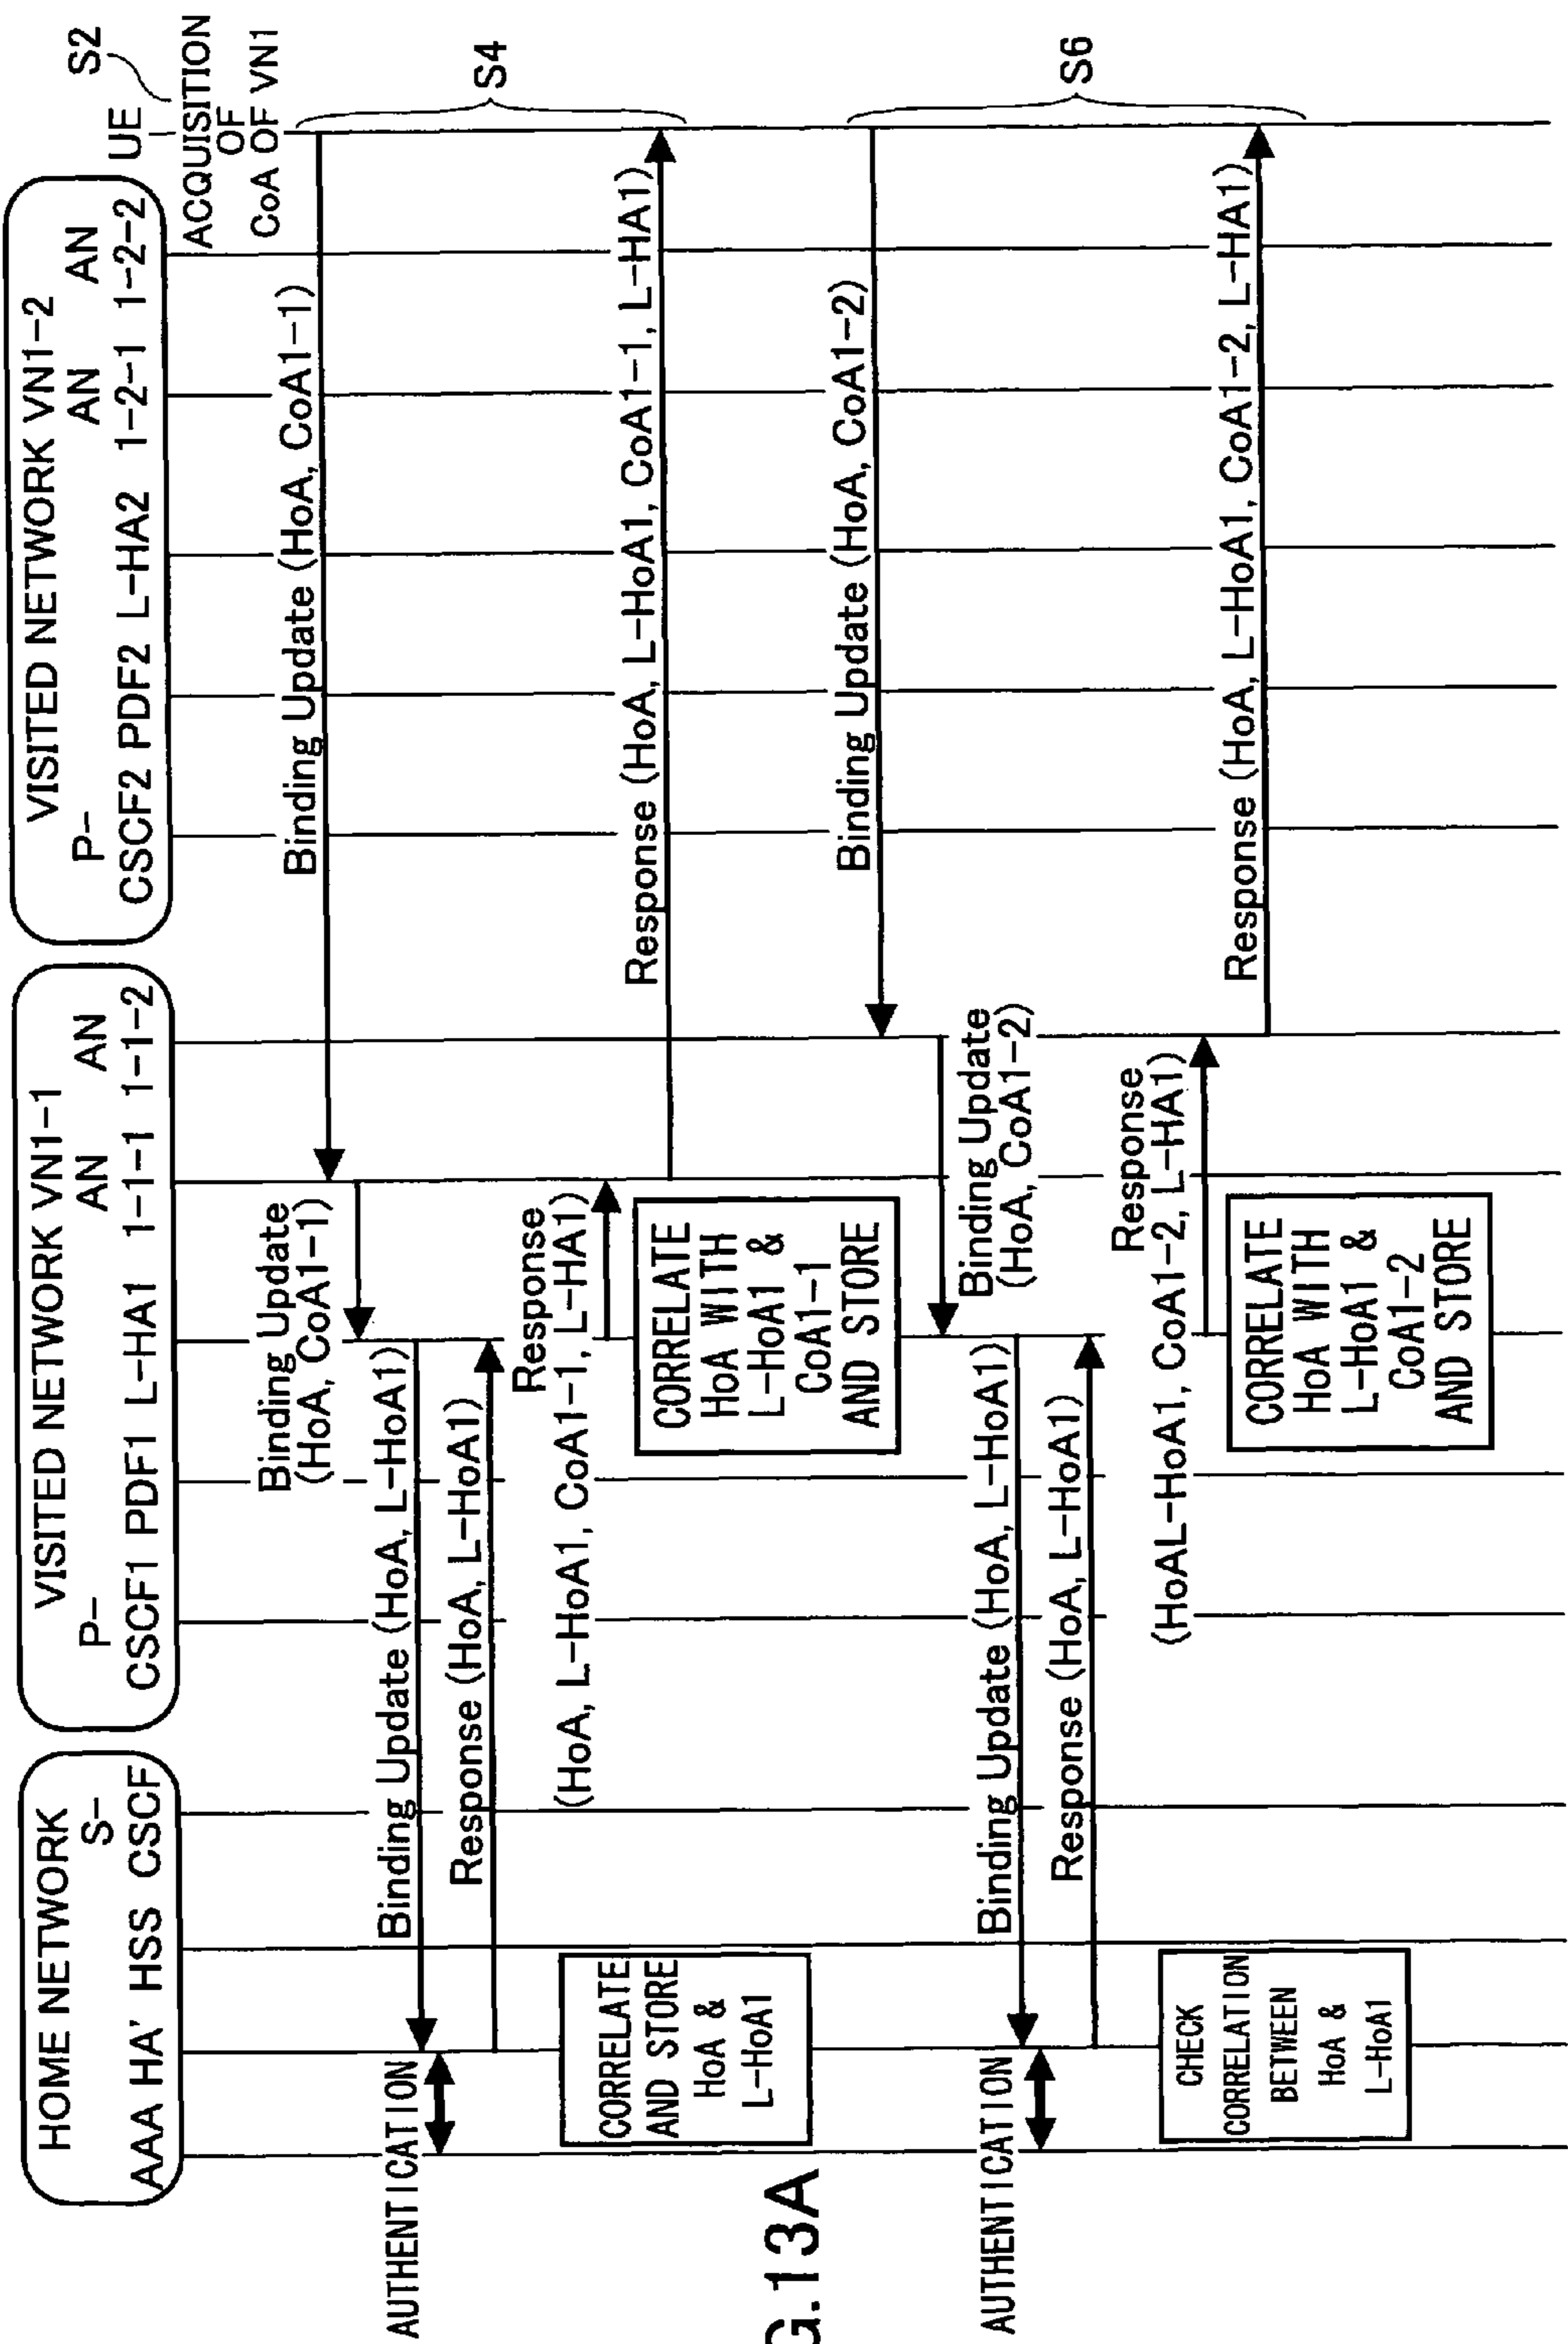 HOME NETWORK
S-
AAA HA' HSS CSCF
VISITED NETWORK VN1-1
P-
AN
AN
CSCF1 PDF1 L-HA1 1-1-1 1-1-2
VISITED NETWORK VN1-2
P-
AN
AN
CSCF2 PDF2 L-HA2 1-2-1 1-2-2
UE
S2
ACQUISITION
OF
CoA OF VN1
Binding Update (HoA, CoA1-1)
S4
Binding Update
(HoA, CoA1-1)
Binding Update (HoA, L-HoA1)
AUTHENTICATION
Response (HoA, L-HoA1)
Response
(HoA, L-HoA1, CoA1-1, L-HA1)
CORRELATE
AND STORE
HoA &
L-HoA1
CORRELATE
HoA WITH
L-HoA1 &
CoA1-1
AND STORE
Response (HoA, L-HoA1, CoA1-1, L-HA1)
Binding Update (HoA, CoA1-2)
S6
Binding Update
(HoA, CoA1-2)
Binding Update (HoA, L-HoA1)
AUTHENTICATION
Response (HoA, L-HoA1)
Response
(HoAL-HoA1, CoA1-2, L-HA1)
CHECK
CORRELATION
BETWEEN
HoA &
L-HoA1
CORRELATE
HoA WITH
L-HoA1 &
CoA1-2
AND STORE
Response (HoA, L-HoA1, CoA1-2, L-HA1)
G.13A